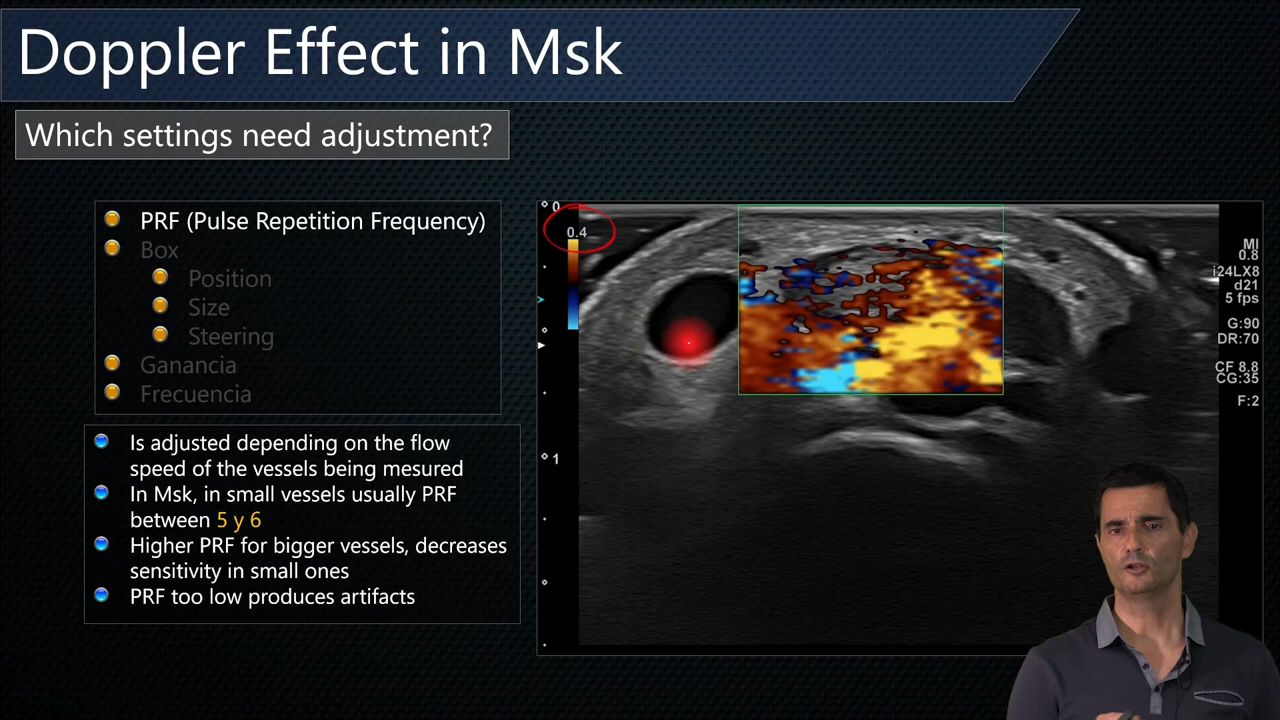 Doppler Effect in Msk
Which settings need adjustment?
PRF (Pulse Repetition Frequency)
Box
Position
Size
Steering
Ganancia
Frecuencia
Is adjusted depending on the flow
speed of the vessels being mesured
In Msk, in small vessels usually PRF
between 5 y 6
Higher PRF for bigger vessels, decreases
sensitivity in small ones
PRF too low produces artifacts
0
0.4
1
MI
0.8
i24LX8
d21
5 fps
G:90
DR:70
CF 8.8
CG:35
F:2